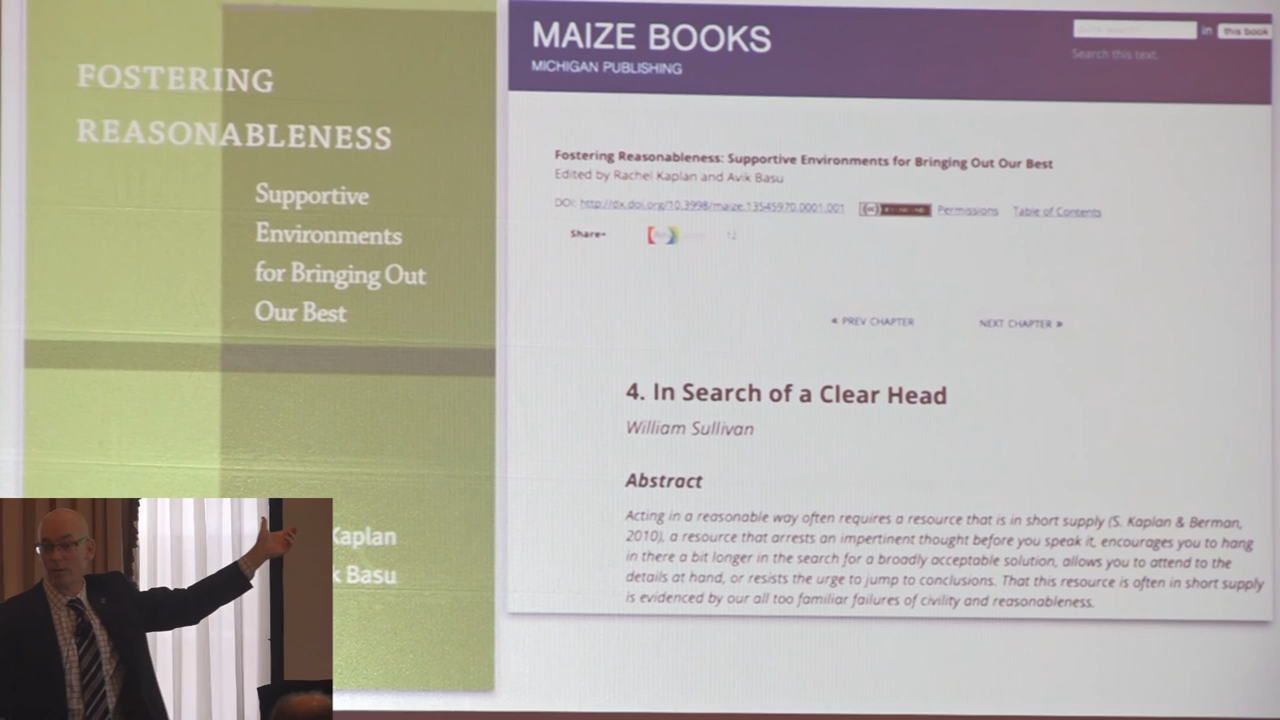 FOSTERING
REASONABLENESS
Supportive
Environments
for Bringing Out
Our Best
Kaplan
k Basu
MAIZE BOOKS
MICHIGAN PUBLISHING
in this book
Search this text.
Fostering Reasonableness: Supportive Environments for Bringing Out Our Best
Edited by Rachel Kaplan and Avik Basu
DOI: http://dx.doi.org/10.3998/maize.13545970.0001.001 Permissions Table of Contents
Share+
« PREV CHAPTER NEXT CHAPTER »
4. In Search of a Clear Head
William Sullivan
Abstract
Acting in a reasonable way often requires a resource that is in short supply (S. Kaplan & Berman,
2010), a resource that arrests an impertinent thought before you speak it, encourages you to hang
in there a bit longer in the search for a broadly acceptable solution, allows you to attend to the
details at hand, or resists the urge to jump to conclusions. That this resource is often in short supply
is evidenced by our all too familiar failures of civility and reasonableness.